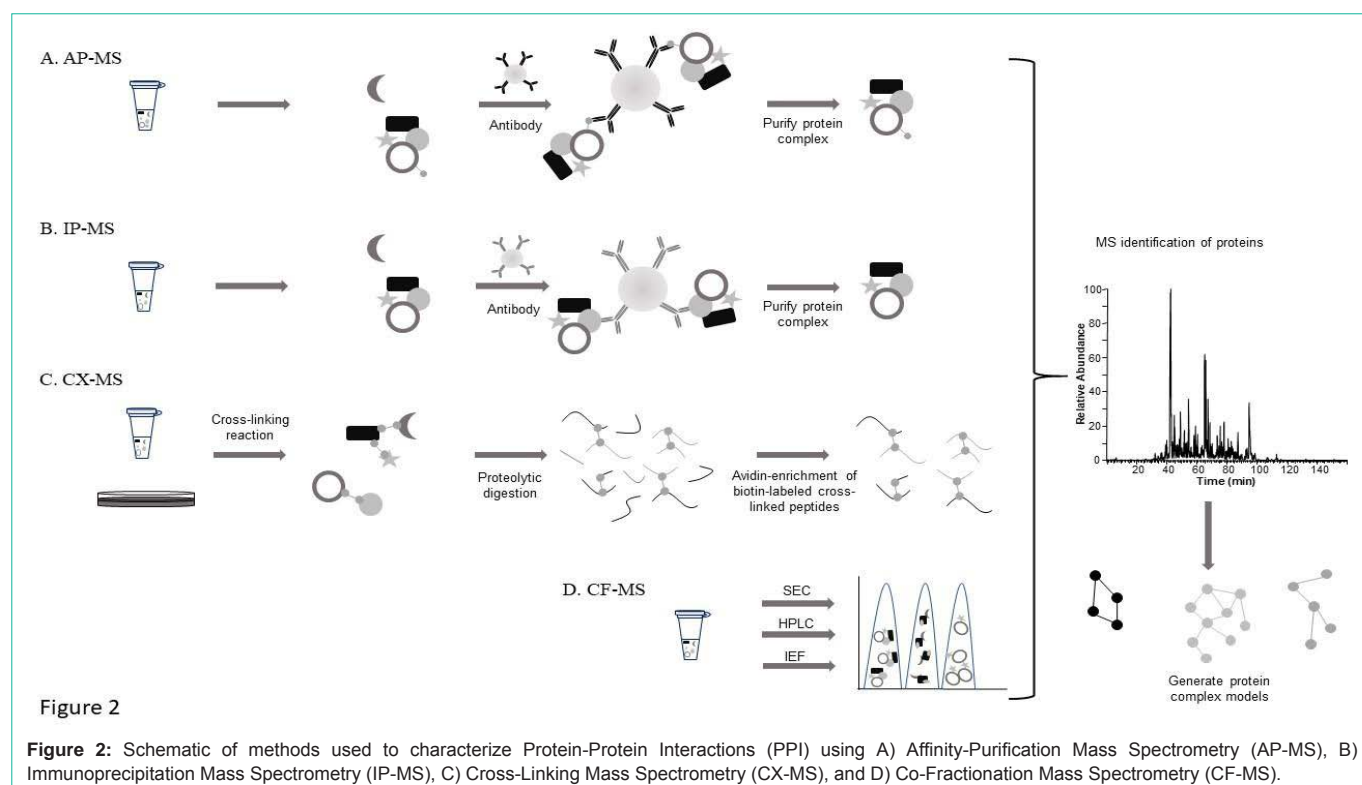 A. AP-MS
Antibody
Purify protein
complex
B. IP-MS
Antibody
Purify protein
complex
C. CX-MS
Cross-linking
reaction
Proteolytic
digestion
Avidin-enrichment of
biotin-labeled cross-
linked peptides
D. CF-MS
SEC
HPLC
IEF
MS identification of proteins
Relative Abundance
100
80
60
40
20
0
20 40 60 80 100 120 140
Time (min)
Generate protein
complex models
Figure 2
Figure 2: Schematic of methods used to characterize Protein-Protein Interactions (PPI) using A) Affinity-Purification Mass Spectrometry (AP-MS), B)
Immunoprecipitation Mass Spectrometry (IP-MS), C) Cross-Linking Mass Spectrometry (CX-MS), and D) Co-Fractionation Mass Spectrometry (CF-MS).